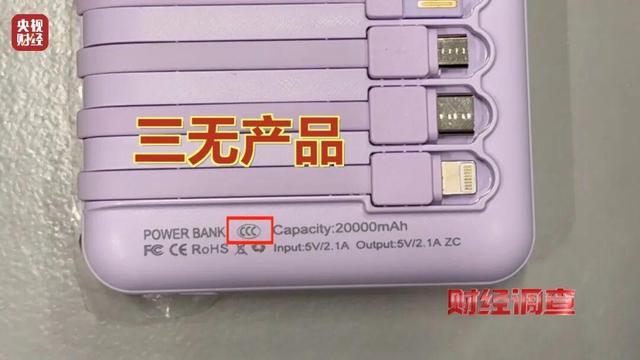 央视
财经
三无产品
POWER BANK CCC Capacity:20000mAh
FC CE RoHS Input:5V/2.1A Output:5V/2.1A ZC
财经调查